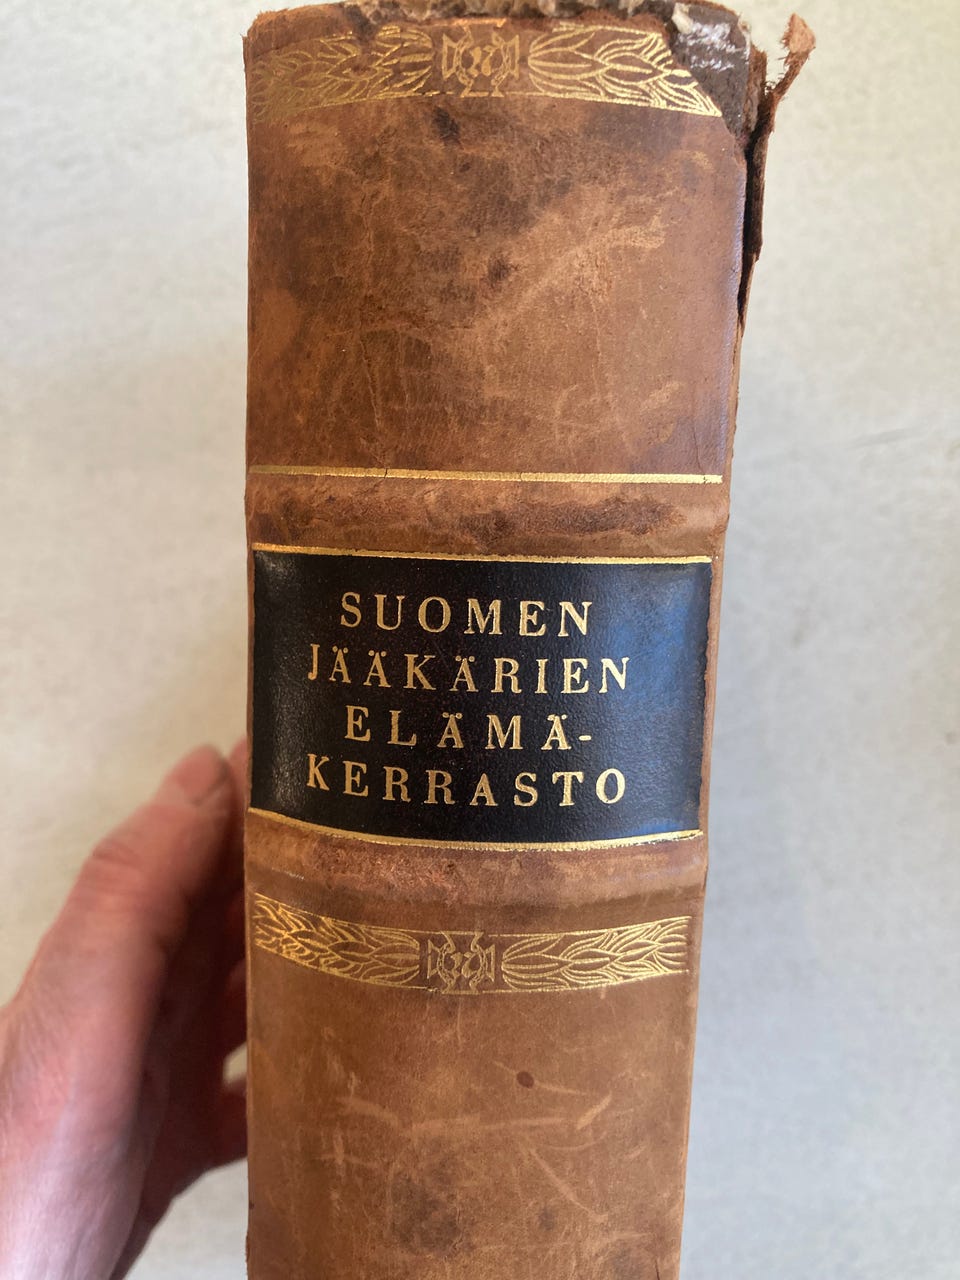 SUOMEN
JÄÄKÄRIEN
ELÄMÄ-
KERRASTO